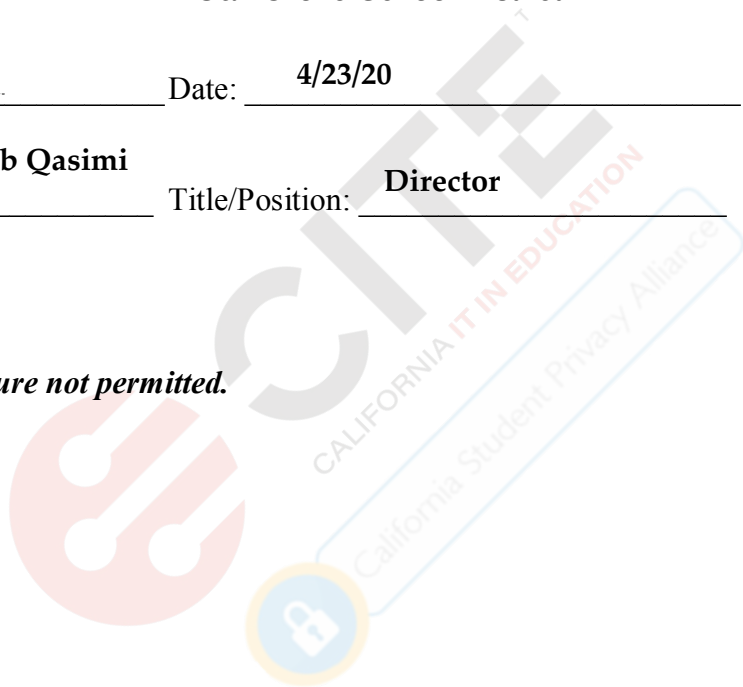 Date: 4/23/20
b Qasimi
Title/Position: Director
ure not permitted.
CITE
CALIFORNIA IT IN EDUCATION
California Student Privacy Alliance